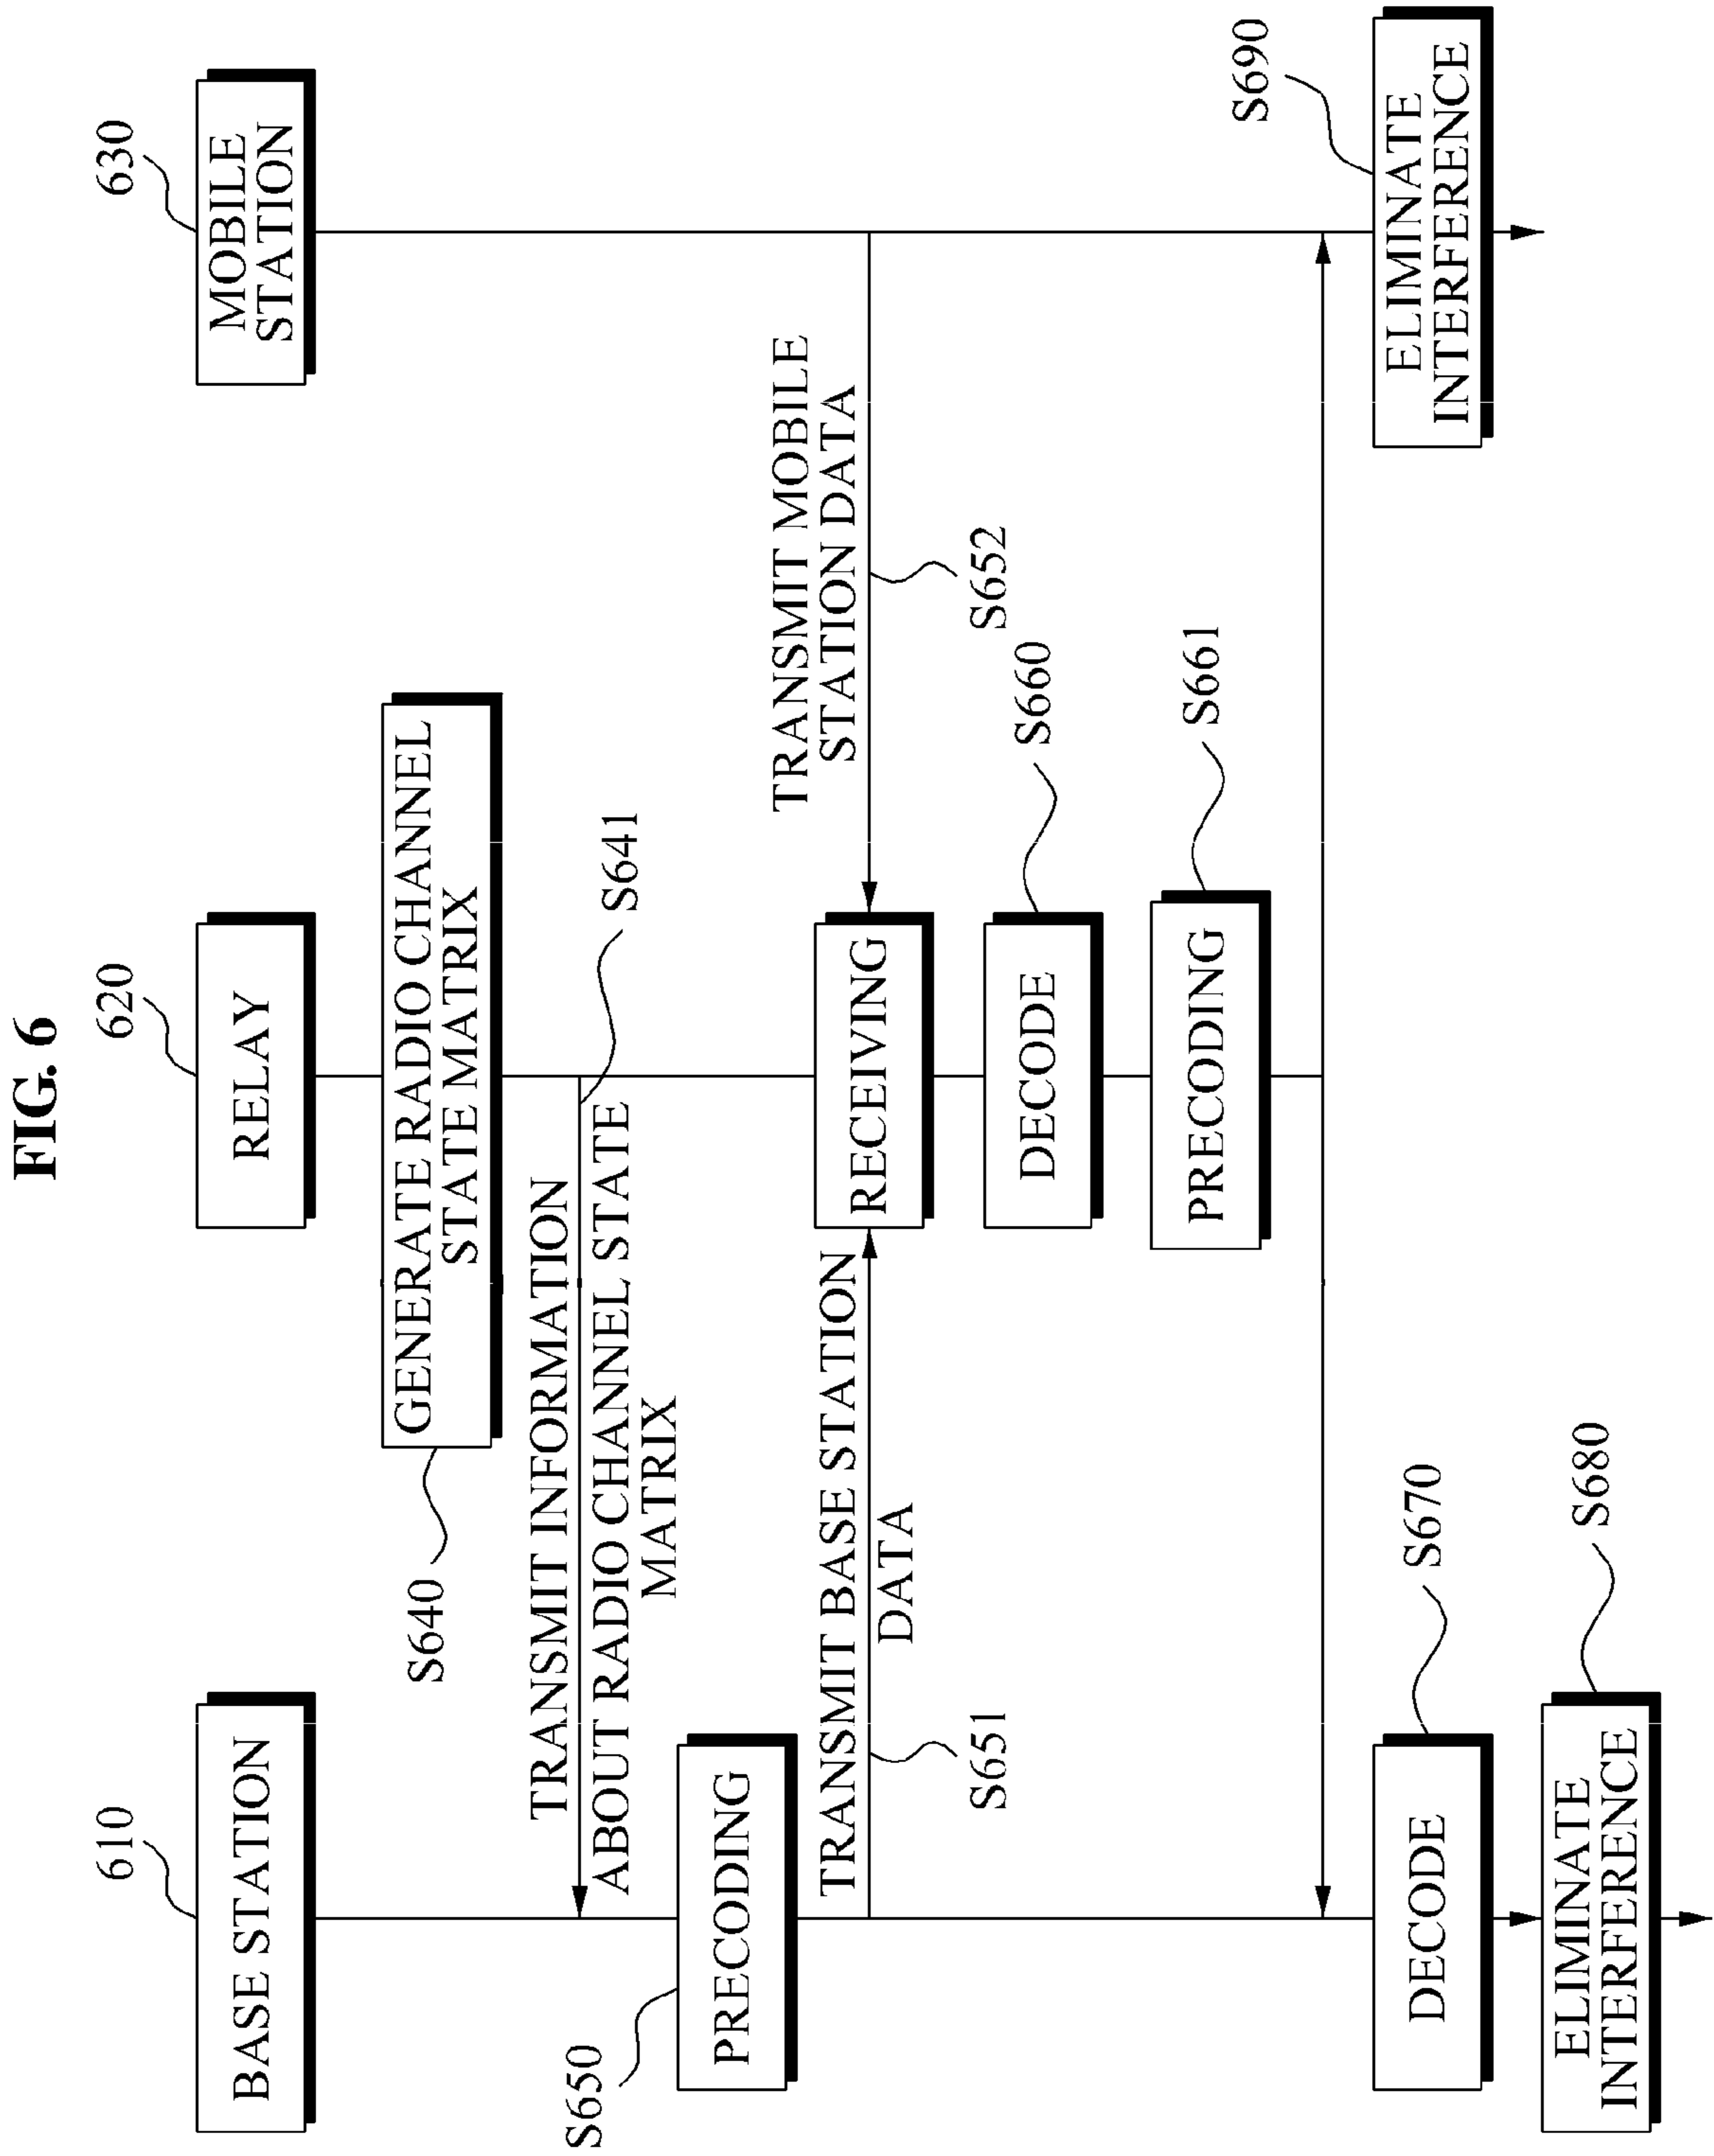 FIG. 6
610
620
630
BASE STATION
RELAY
MOBILE
STATION
S640
GENERATE RADIO CHANNEL
STATE MATRIX
TRANSMIT INFORMATION
ABOUT RADIO CHANNEL STATE
MATRIX
S641
S650
PRECODING
TRANSMIT BASE STATION
DATA
S651
RECEIVING
TRANSMIT MOBILE
STATION DATA
S652
DECODE
S660
PRECODING
S661
DECODE
S670
ELIMINATE
INTERFERENCE
S680
ELIMINATE
INTERFERENCE
S690